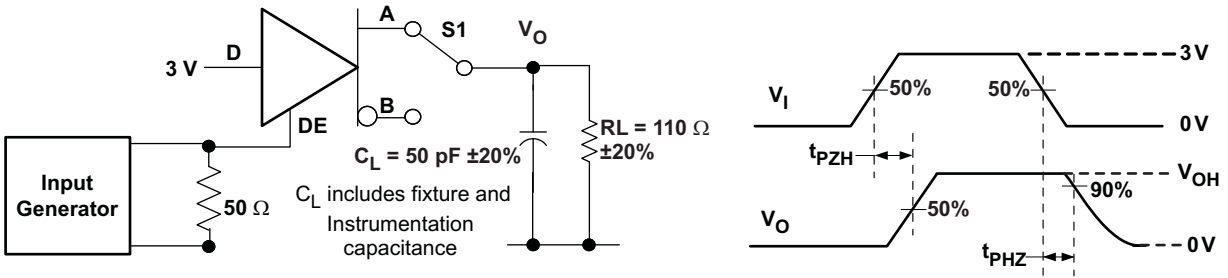 A
S1
V_O
D
3 V
B
DE
Input
Generator
50 Ω
C_L = 50 pF ±20%
C_L includes fixture and
Instrumentation
capacitance
RL = 110 Ω
±20%
3 V
V_I
50%
50%
0 V
t_PZH
V_OH
90%
V_O
50%
0 V
t_PHZ